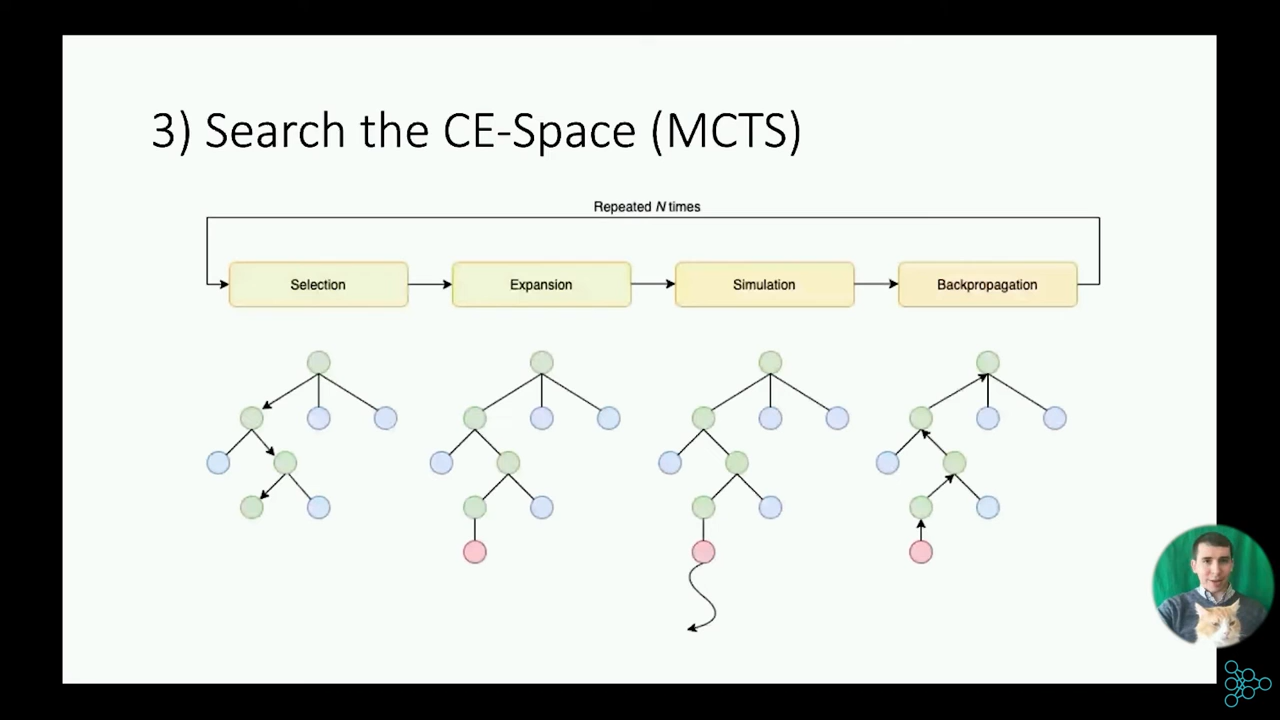 3) Search the CE-Space (MCTS)
Repeated N times
Selection
Expansion
Simulation
Backpropagation